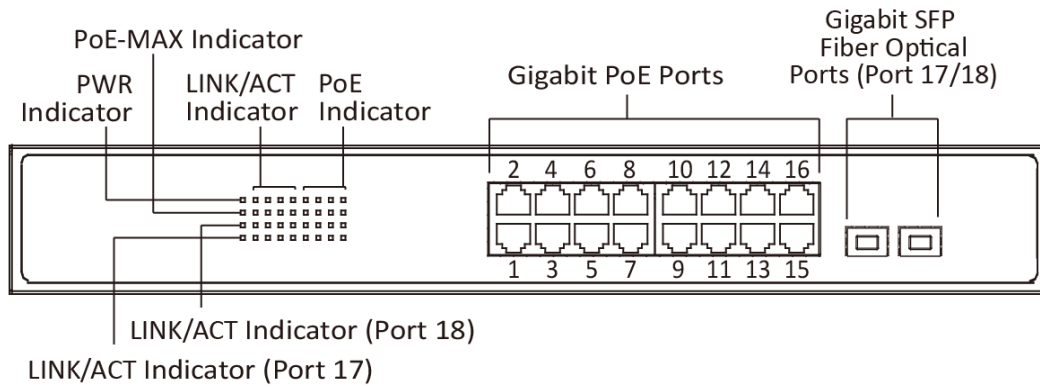 Gigabit SFP
Fiber Optical
Ports (Port 17/18)
PoE-MAX Indicator
PWR
Indicator
LINK/ACT
Indicator
PoE
Indicator
Gigabit PoE Ports
2 4 6 8 10 12 14 16
1 3 5 7 9 11 13 15
LINK/ACT Indicator (Port 18)
LINK/ACT Indicator (Port 17)